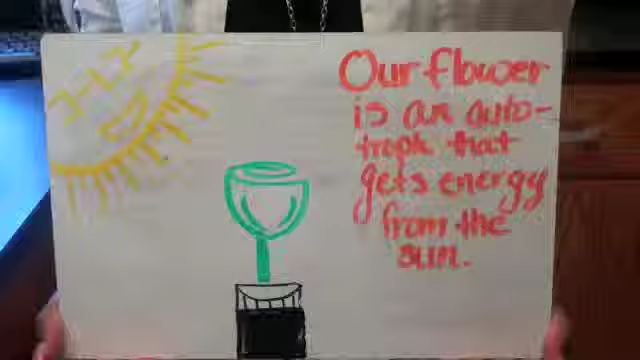 Our flower
is an auto-
troph that
gets energy
from the
sun.